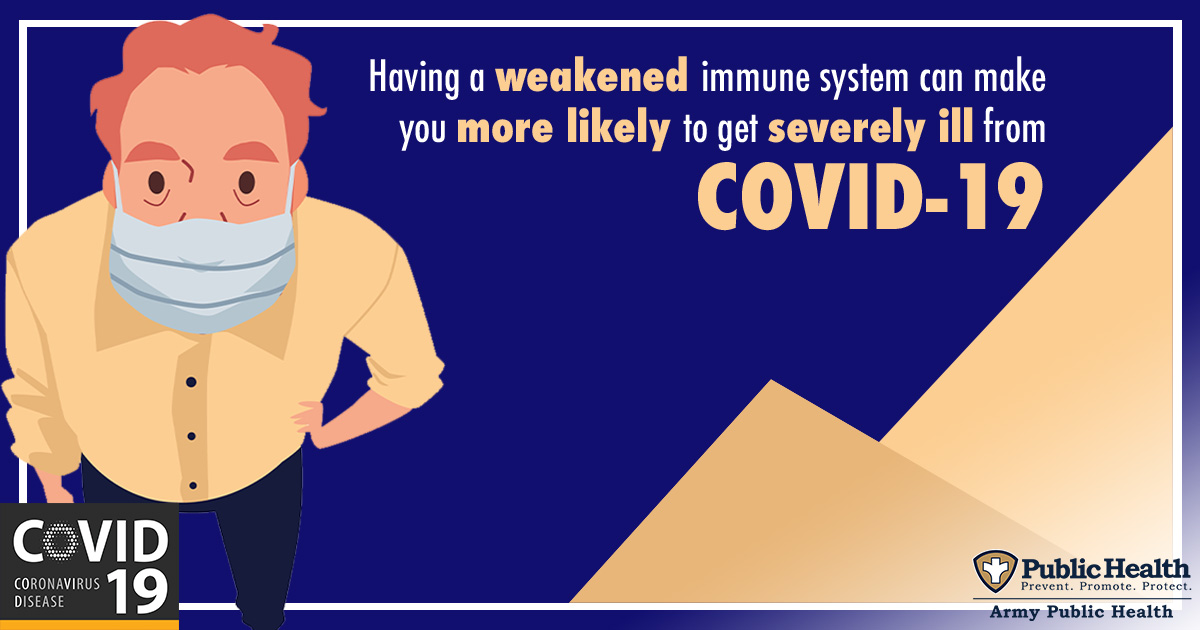 Having a weakened immune system can make
you more likely to get severely ill from
COVID-19
COVID
CORONAVIRUS
DISEASE
19
Public Health
Prevent. Promote. Protect.
Army Public Health